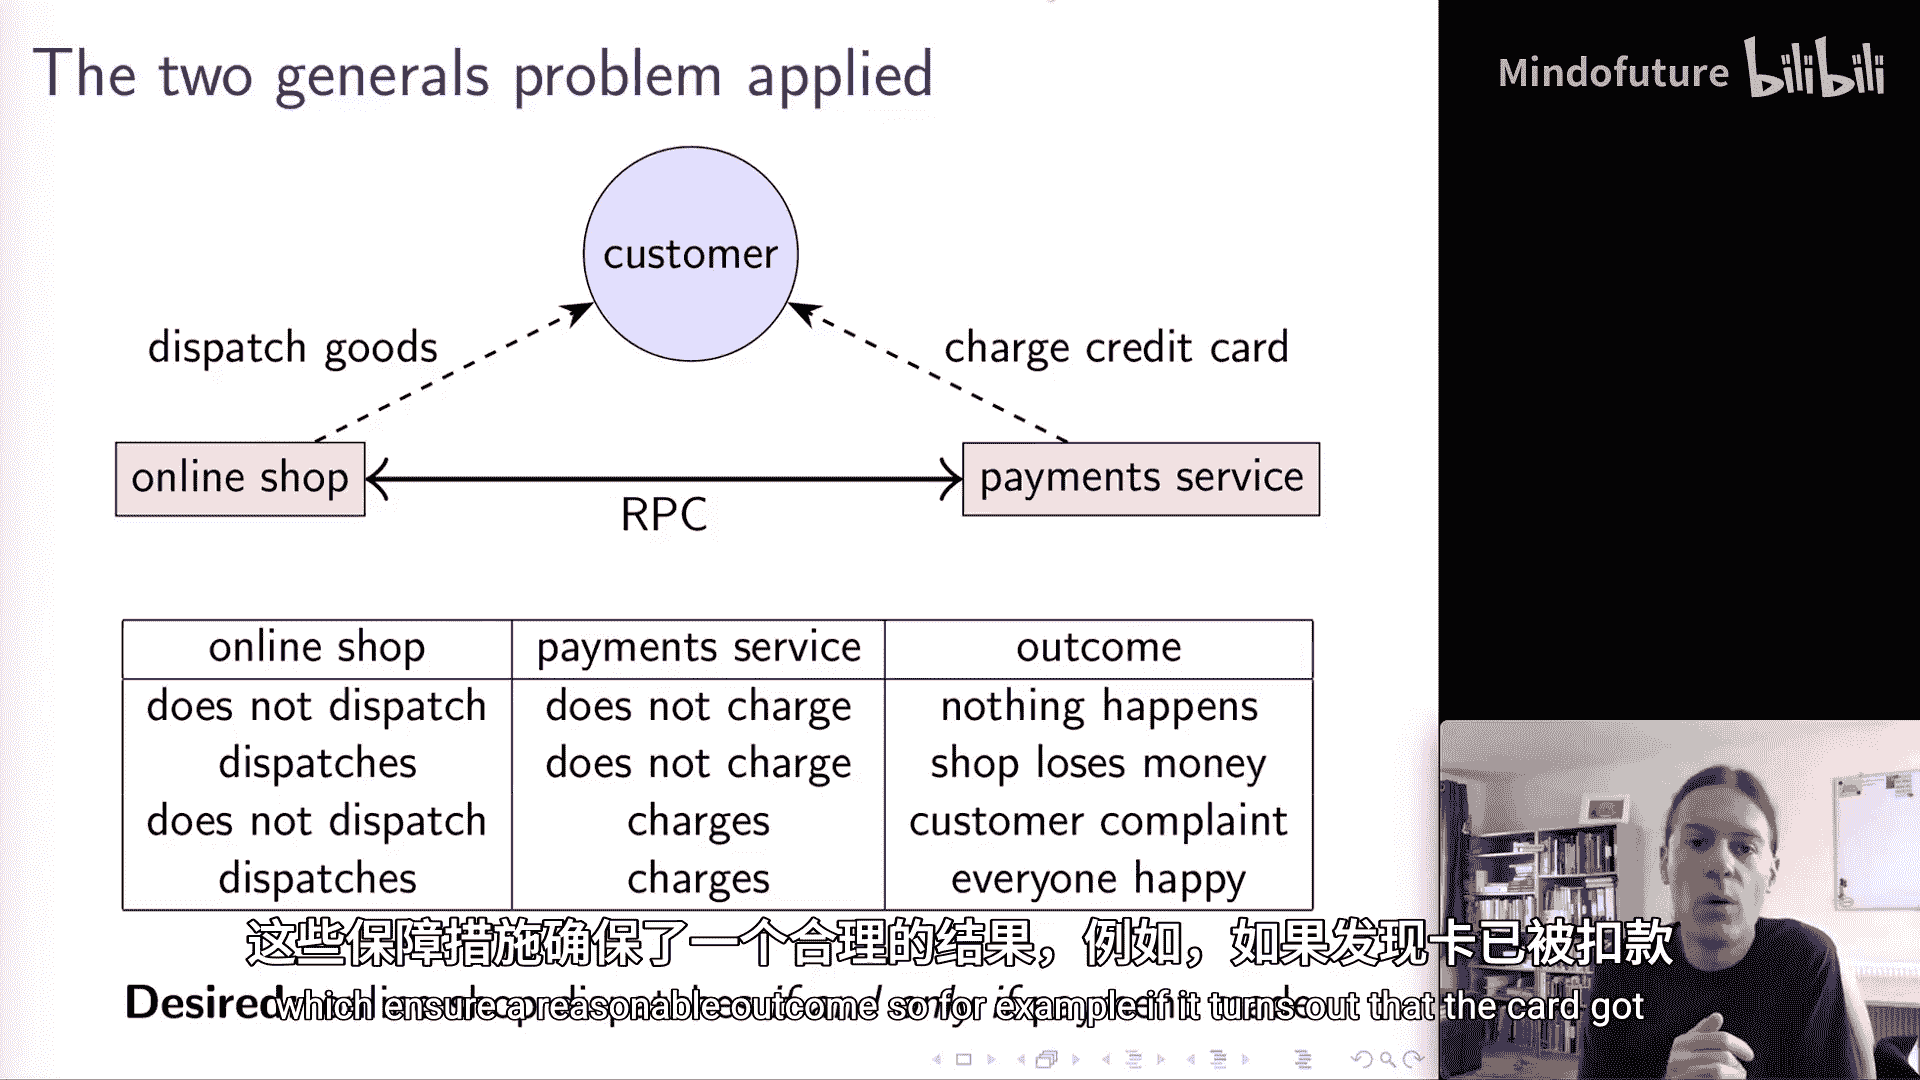 The two generals problem applied
Mindofuture bilibili
customer
dispatch goods
charge credit card
online shop
payments service
RPC
online shop payments service outcome
does not dispatch does not charge nothing happens
dispatches does not charge shop loses money
does not dispatch charges customer complaint
dispatches charges everyone happy
这些保障措施确保了一个合理的结果，例如，如果发现卡已被扣款
Desired
which ensure a reasonable outcome so for example if it turns out that the card got